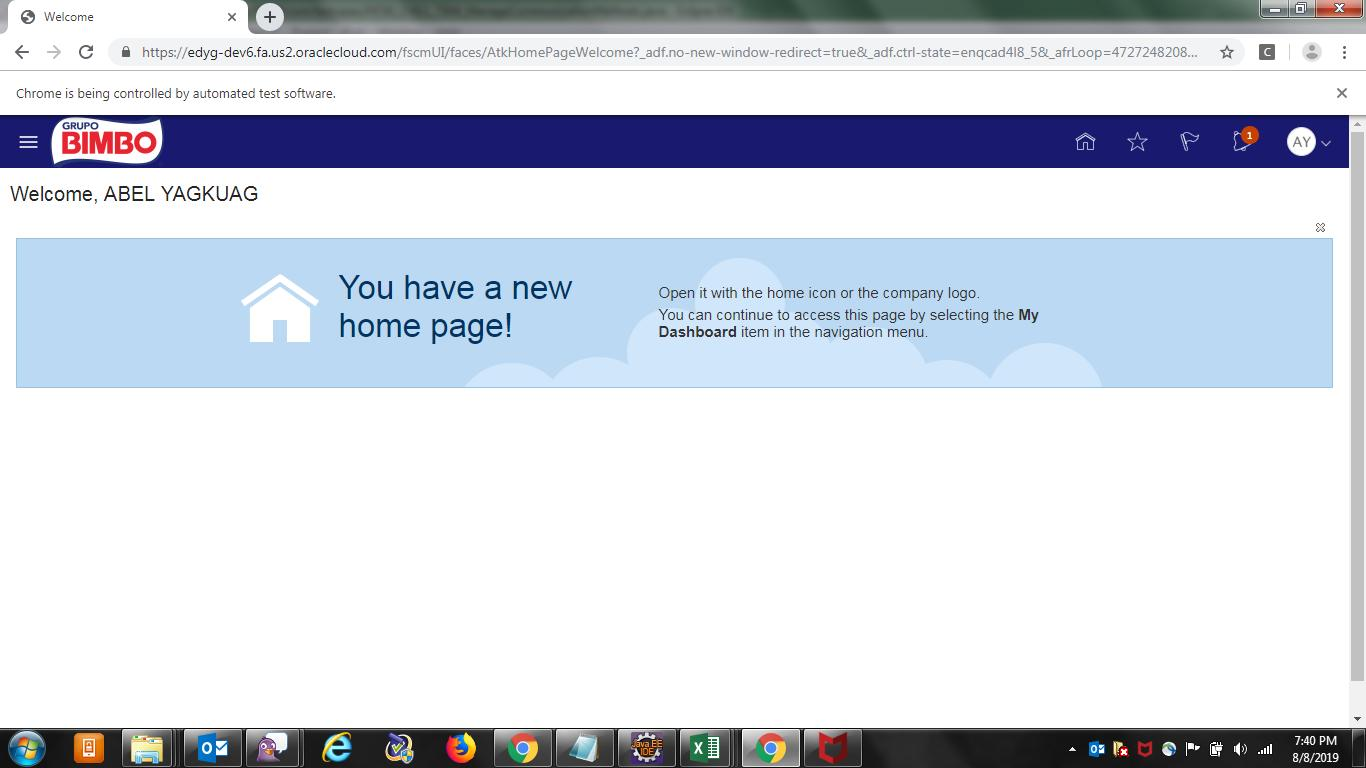 Welcome
https://edyg-dev6.fa.us2.oraclecloud.com/fscmUI/faces/AtkHomePageWelcome?_adf.no-new-window-redirect=true&_adf.ctrl-state=enqcad4l8_5&_afrLoop=4727248208...
C
Chrome is being controlled by automated test software.
GRUPO
BIMBO
1
AY
Welcome, ABEL YAGKUAG
You have a new
home page!
Open it with the home icon or the company logo.
You can continue to access this page by selecting the My
Dashboard item in the navigation menu.
Java EE
IDE
7:40 PM
8/8/2019